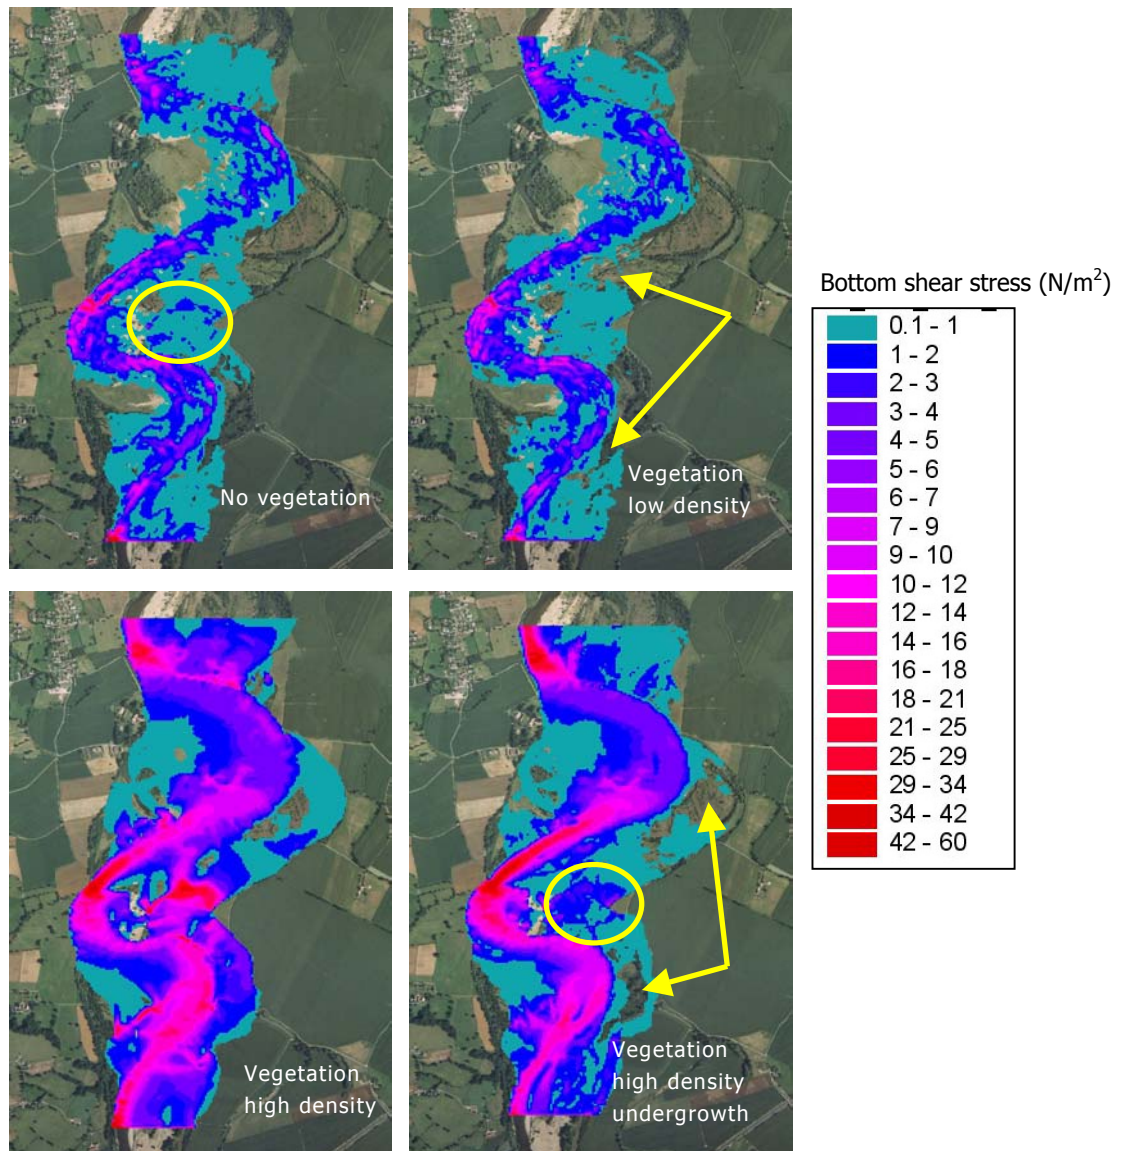 No vegetation
Vegetation
low density
Bottom shear stress (N/m²)
0.1 - 1
1 - 2
2 - 3
3 - 4
4 - 5
5 - 6
6 - 7
7 - 9
9 - 10
10 - 12
12 - 14
14 - 16
16 - 18
18 - 21
21 - 25
25 - 29
29 - 34
34 - 42
42 - 60
Vegetation
high density
Vegetation
high density
undergrowth